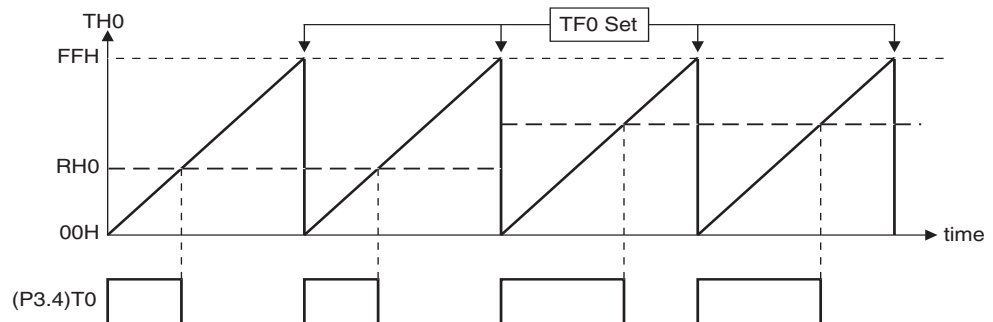 TH0
TF0 Set
FFH
RH0
00H
time
(P3.4)T0